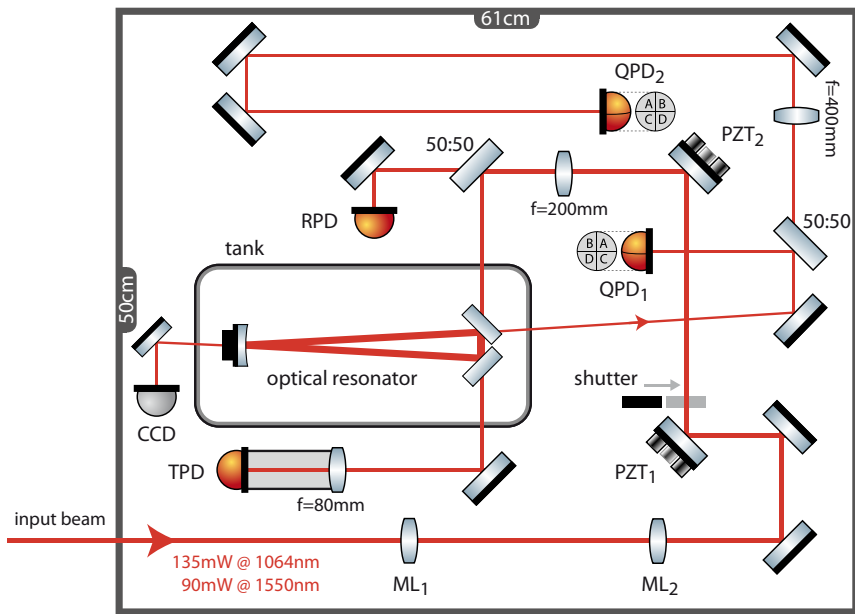 61cm
QPD2
A B
C D
f=400mm
PZT2
50:50
RPD
f=200mm
50:50
B A
D C
QPD1
tank
50cm
optical resonator
shutter
CCD
TPD
f=80mm
PZT1
input beam
135mW @ 1064nm
90mW @ 1550nm
ML1
ML2